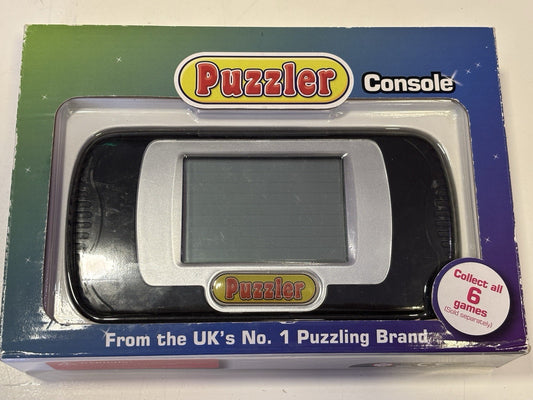 Puzzler
Console
Puzzler
Collect all
6
games
(Sold separately)
From the UK's No. 1 Puzzling Brand